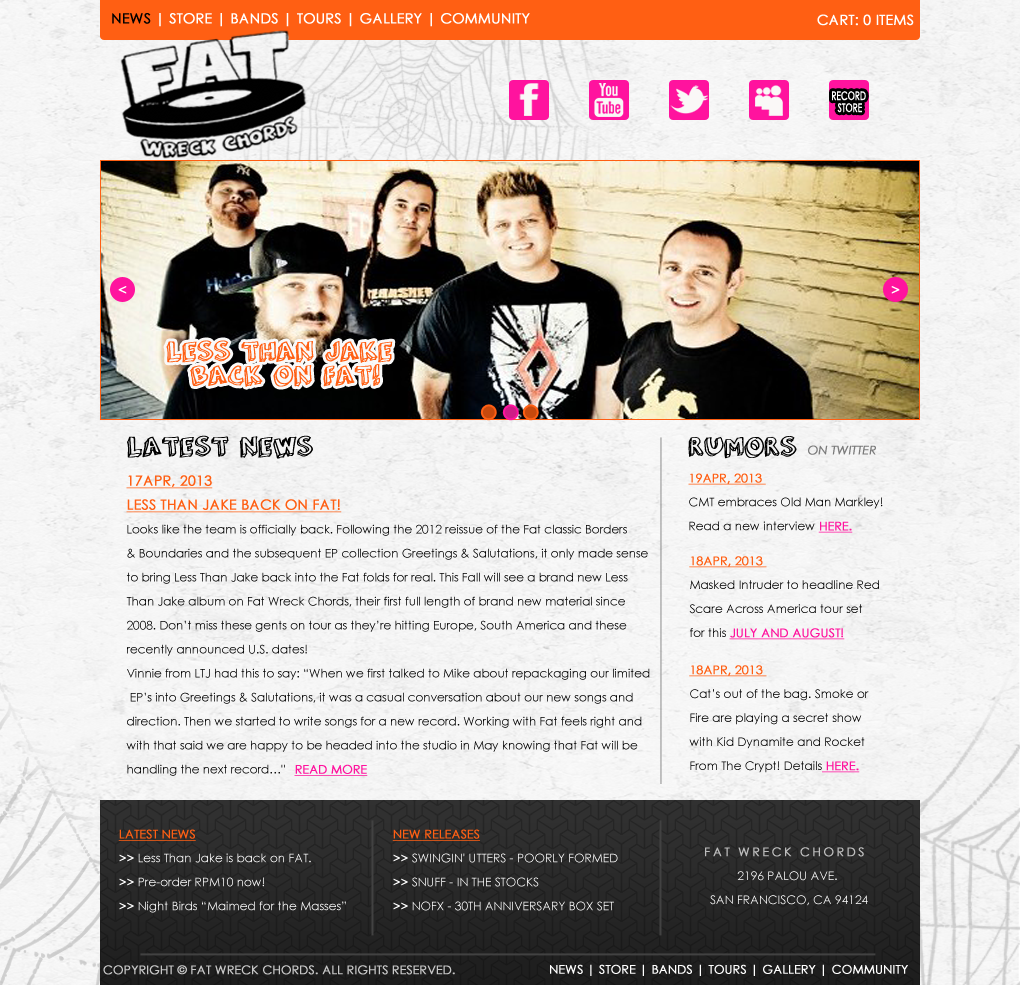 NEWS | STORE | BANDS | TOURS | GALLERY | COMMUNITY
CART: 0 ITEMS
FAT
WRECK CHORDS
f
You
Tube
RECORD
STORE
THRASHER
<
>
LESS THAN JAKE
BACK ON FAT!
LATEST NEWS
17APR, 2013
LESS THAN JAKE BACK ON FAT!
Looks like the team is officially back. Following the 2012 reissue of the Fat classic Borders
& Boundaries and the subsequent EP collection Greetings & Salutations, it only made sense
to bring Less Than Jake back into the Fat folds for real. This Fall will see a brand new Less
Than Jake album on Fat Wreck Chords, their first full length of brand new material since
2008. Don’t miss these gents on tour as they’re hitting Europe, South America and these
recently announced U.S. dates!
Vinnie from LTJ had this to say: “When we first talked to Mike about repackaging our limited
EP’s into Greetings & Salutations, it was a casual conversation about our new songs and
direction. Then we started to write songs for a new record. Working with Fat feels right and
with that said we are happy to be headed into the studio in May knowing that Fat will be
handling the next record…” READ MORE
RUMORS ON TWITTER
19APR, 2013
CMT embraces Old Man Markley!
Read a new interview HERE.
18APR, 2013
Masked Intruder to headline Red
Scare Across America tour set
for this JULY AND AUGUST!
18APR, 2013
Cat’s out of the bag. Smoke or
Fire are playing a secret show
with Kid Dynamite and Rocket
From The Crypt! Details HERE.
LATEST NEWS
>> Less Than Jake is back on FAT.
>> Pre-order RPM10 now!
>> Night Birds “Maimed for the Masses”
NEW RELEASES
>> SWINGIN' UTTERS - POORLY FORMED
>> SNUFF - IN THE STOCKS
>> NOFX - 30TH ANNIVERSARY BOX SET
FAT WRECK CHORDS
2196 PALOU AVE.
SAN FRANCISCO, CA 94124
COPYRIGHT © FAT WRECK CHORDS. ALL RIGHTS RESERVED.
NEWS | STORE | BANDS | TOURS | GALLERY | COMMUNITY